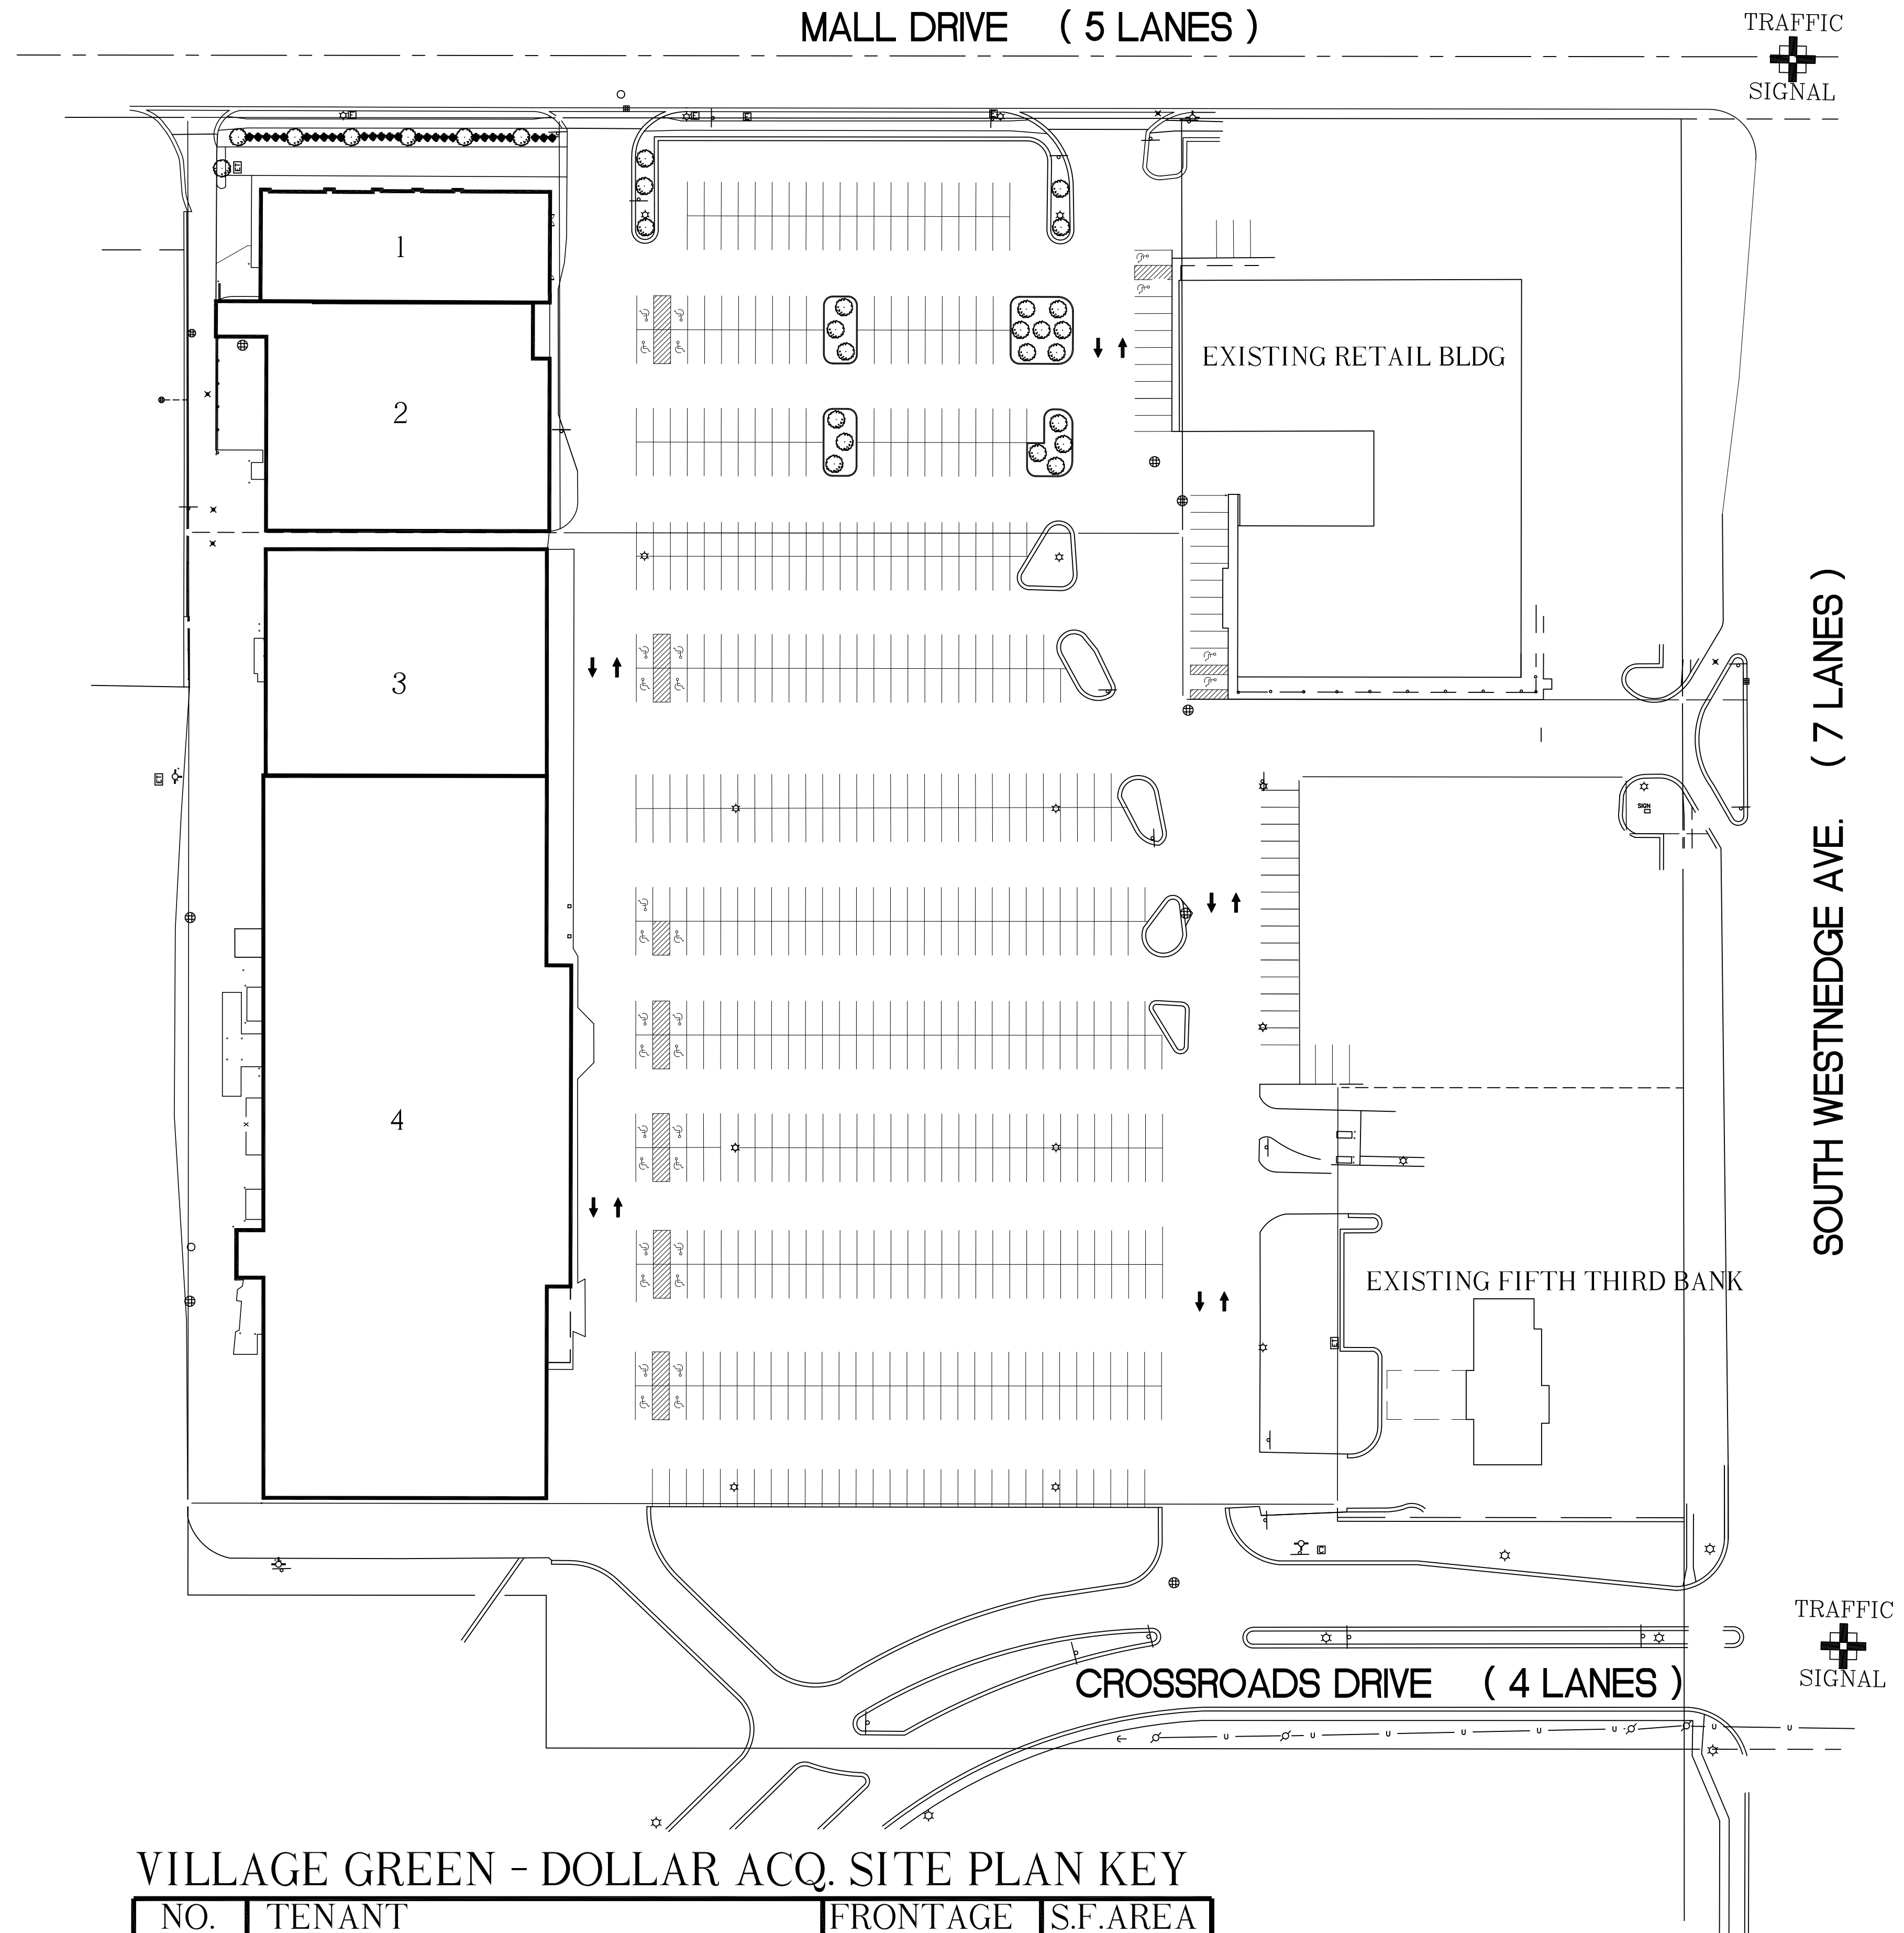 MALL DRIVE ( 5 LANES )
TRAFFIC
SIGNAL
1
EXISTING RETAIL BLDG
2
3
SOUTH WESTNEDGE AVE. ( 7 LANES )
SIGN
4
EXISTING FIFTH THIRD BANK
TRAFFIC
SIGNAL
CROSSROADS DRIVE ( 4 LANES )
U U U U U U U U
VILLAGE GREEN - DOLLAR ACQ. SITE PLAN KEY
NO. TENANT FRONTAGE S.F.AREA